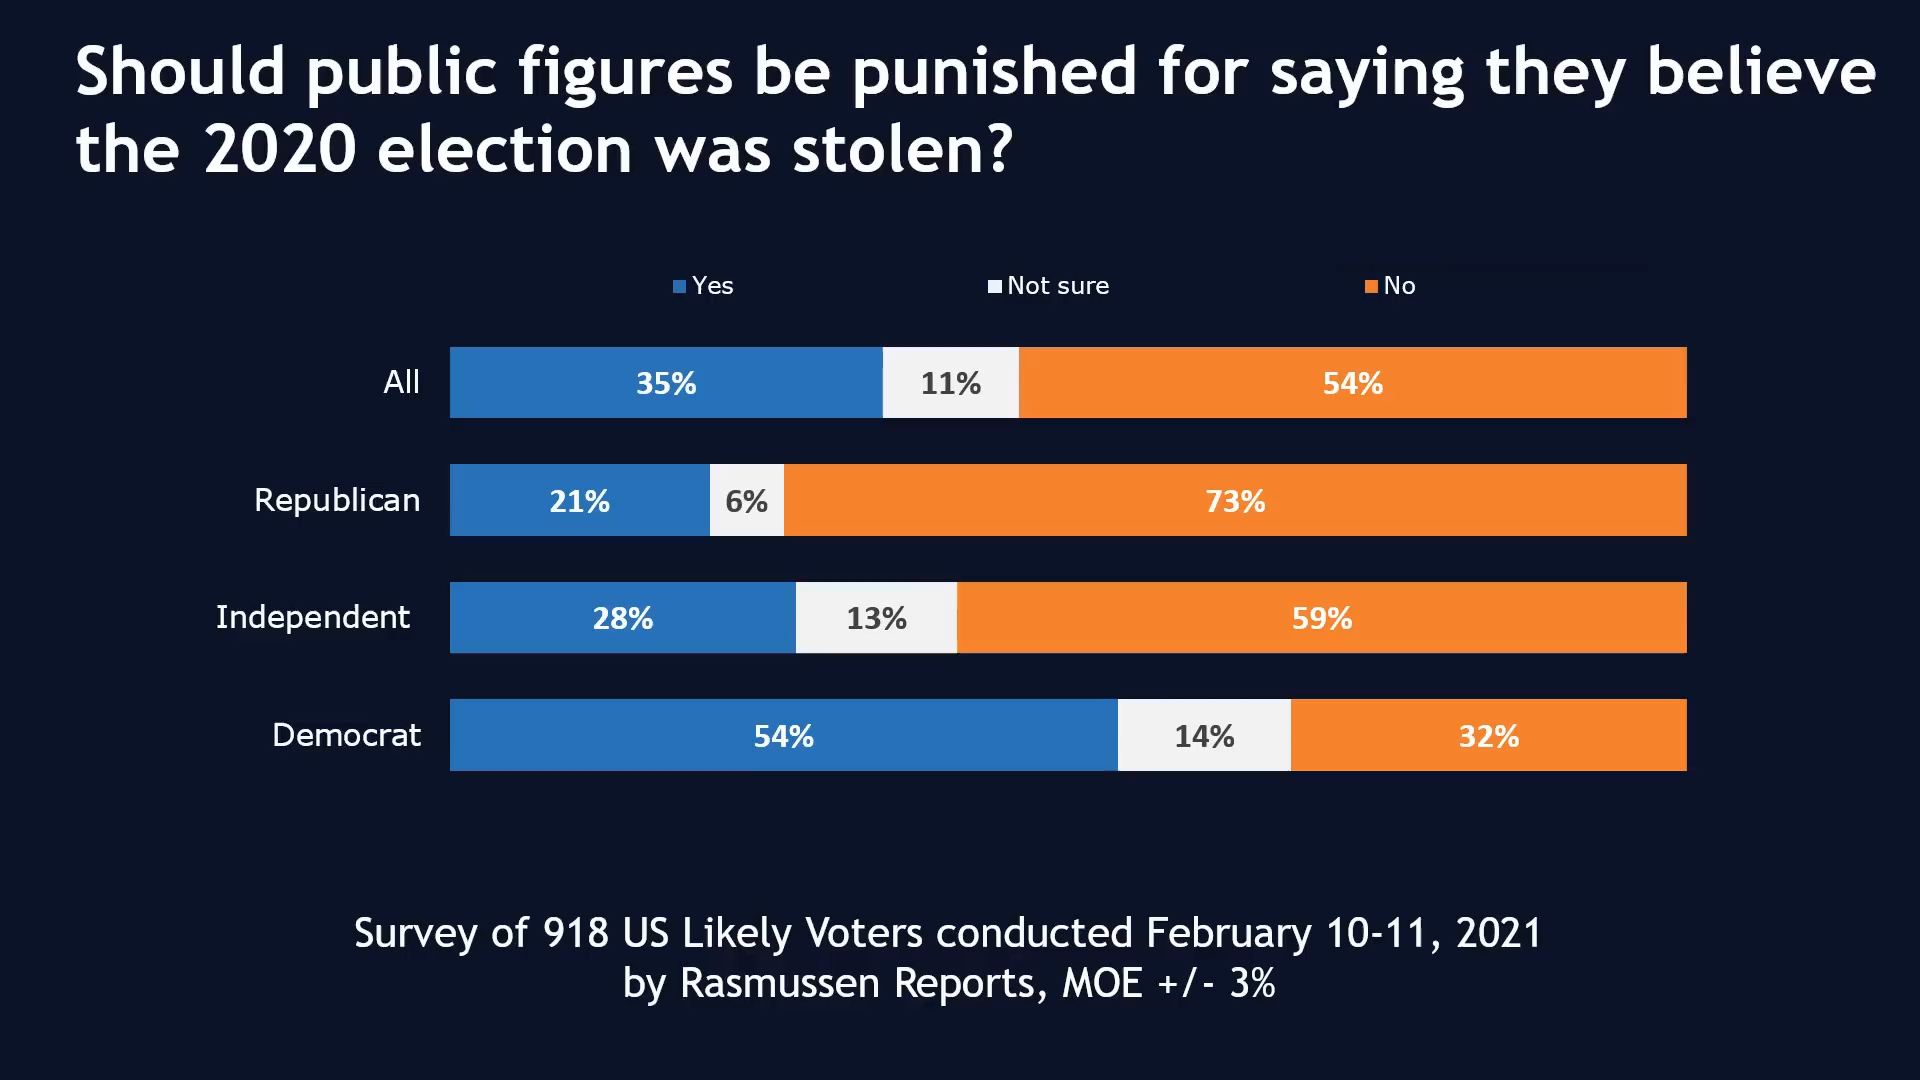 Should public figures be punished for saying they believe
the 2020 election was stolen?
Yes Not sure No
All 35% 11% 54%
Republican 21% 6% 73%
Independent 28% 13% 59%
Democrat 54% 14% 32%
Survey of 918 US Likely Voters conducted February 10-11, 2021
by Rasmussen Reports, MOE +/- 3%